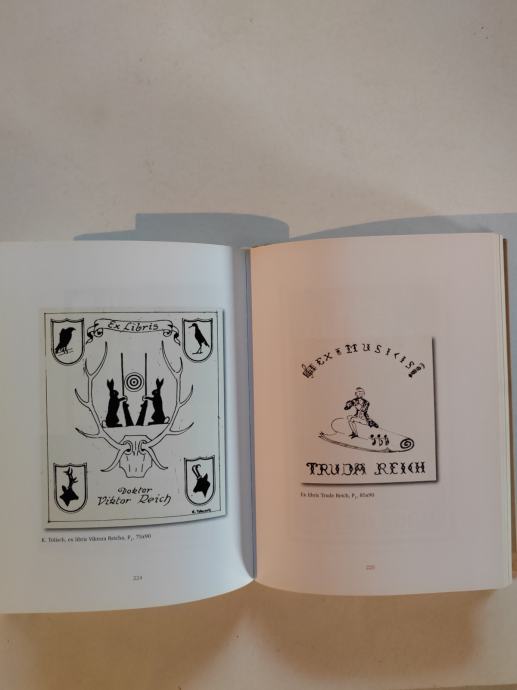 Ex Libris
Doktor
Viktor Reich
K. Tolisch, ex libris Viktora Reicha, P₁, 75x90
224
EX MUSICIS
TRUDA REICH
Ex libris Trude Reich, P₁, 85x90
225